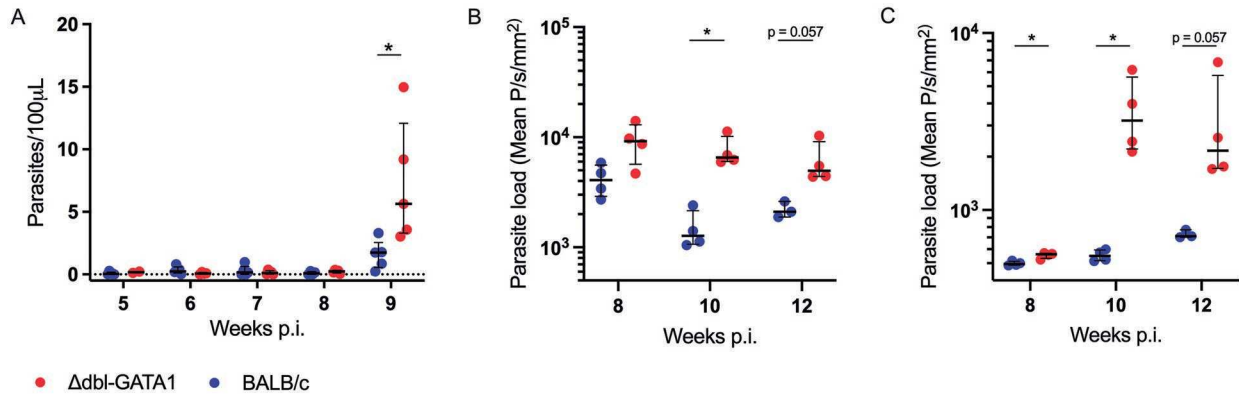 A
Parasites/100μL
20
15
10
5
0
*
5 6 7 8 9
Weeks p.i.
B
Parasite load (Mean P/s/mm²)
10⁵
10⁴
10³
*
p = 0.057
8 10 12
Weeks p.i.
C
Parasite load (Mean P/s/mm²)
10⁴
10³
*
*
p = 0.057
8 10 12
Weeks p.i.
Δdbl-GATA1 BALB/c